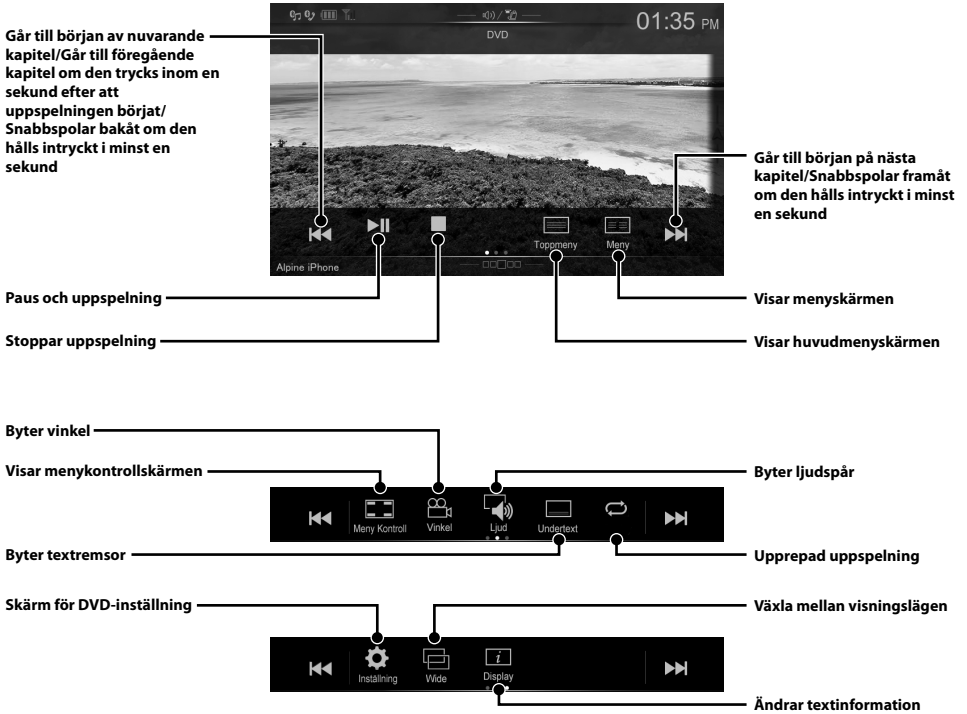 Går till början av nuvarande
kapitel/Går till föregående
kapitel om den trycks inom en
sekund efter att
uppspelningen börjat/
Snabbspolar bakåt om den
hålls intryckt i minst en
sekund
01:35 PM
DVD
Går till början på nästa
kapitel/Snabbspolar framåt
om den hålls intryckt i minst
en sekund
Toppmeny
Meny
Alpine iPhone
Paus och uppspelning
Visar menyskärmen
Stoppar uppspelning
Visar huvudmenyskärmen
Byter vinkel
Visar menykontrollskärmen
Byter ljudspår
Meny Kontroll
Vinkel
Ljud
Undertext
Byter textremsor
Upprepad uppspelning
Skärm för DVD-inställning
Växla mellan visningslägen
Inställning
Wide
Display
Ändrar textinformation